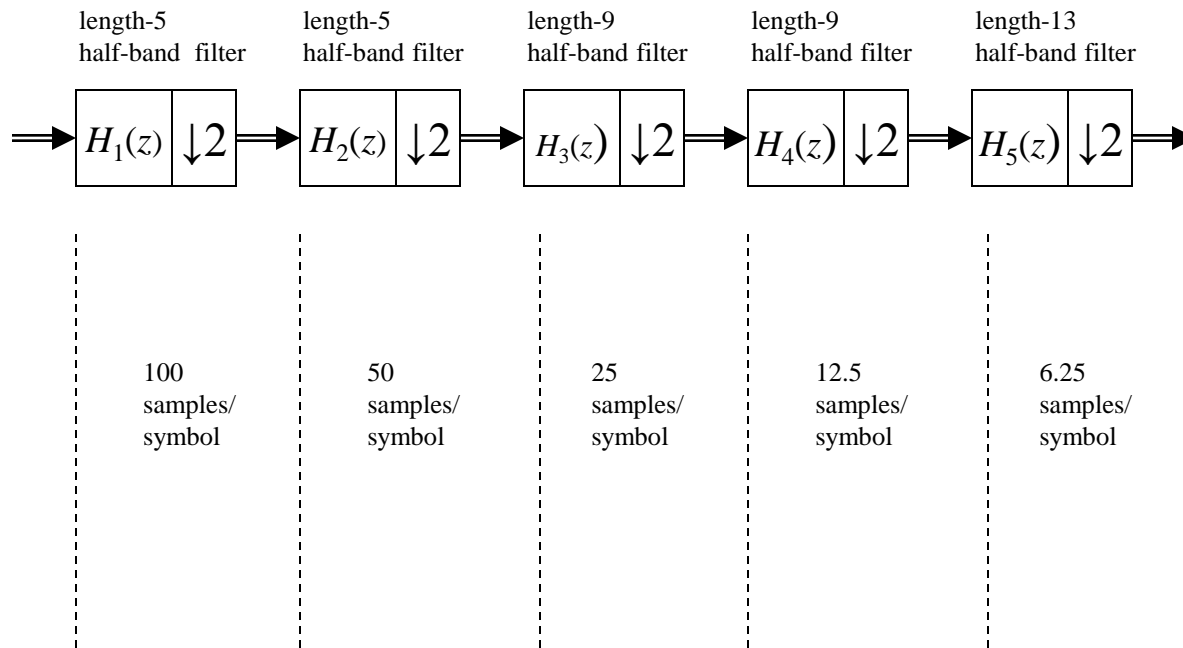 length-5
half-band filter
length-5
half-band filter
length-9
half-band filter
length-9
half-band filter
length-13
half-band filter
H₁(z) ↓2
H₂(z) ↓2
H₃(z) ↓2
H₄(z) ↓2
H₅(z) ↓2
100
samples/
symbol
50
samples/
symbol
25
samples/
symbol
12.5
samples/
symbol
6.25
samples/
symbol